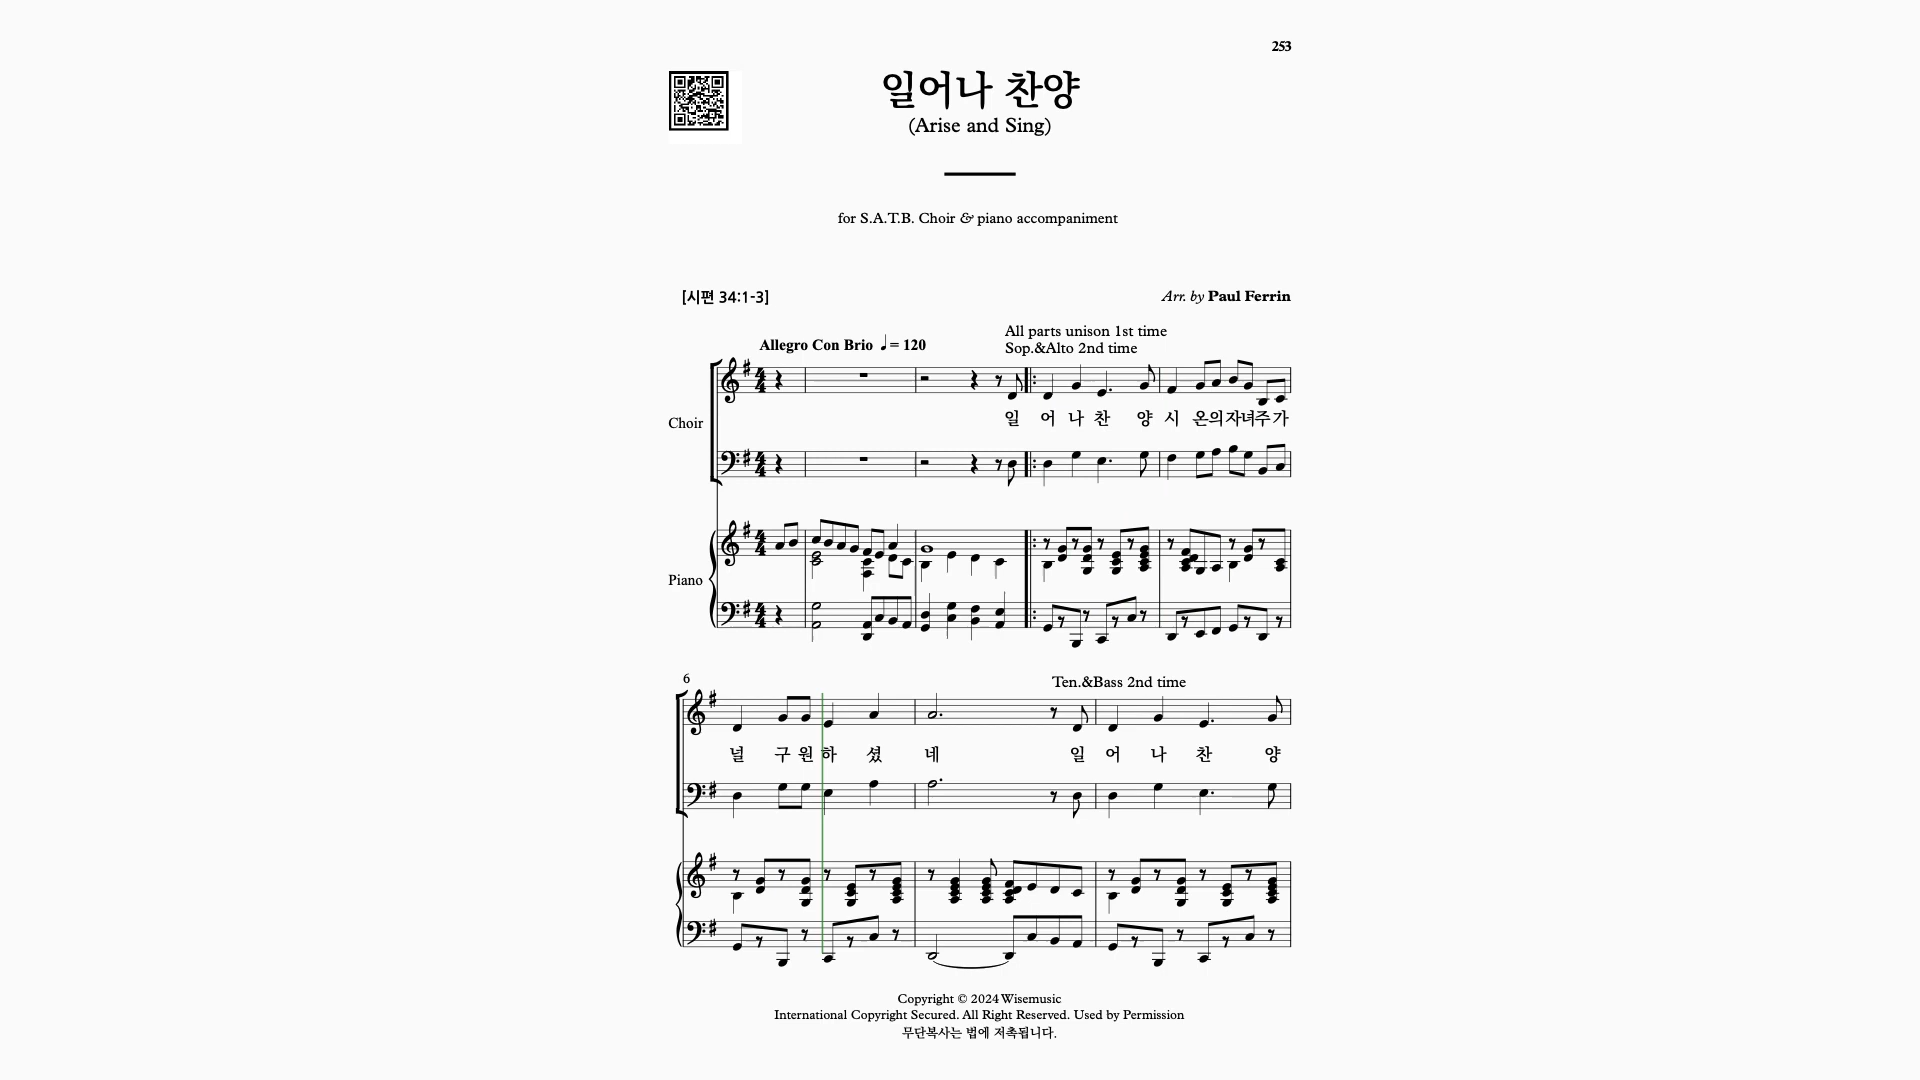 253
일어나 찬양
(Arise and Sing)
for S.A.T.B. Choir & piano accompaniment
[시편 34:1-3]
Arr. by Paul Ferrin
All parts unison 1st time
Allegro Con Brio ♩= 120
Sop.&Alto 2nd time
Choir
일 어 나 찬 양 시 온의자녀주가
Piano
6
Ten.&Bass 2nd time
널 구 원 하 셨 네 일 어 나 찬 양
Copyright © 2024 Wisemusic
International Copyright Secured. All Right Reserved. Used by Permission
무단복사는 법에 저촉됩니다.